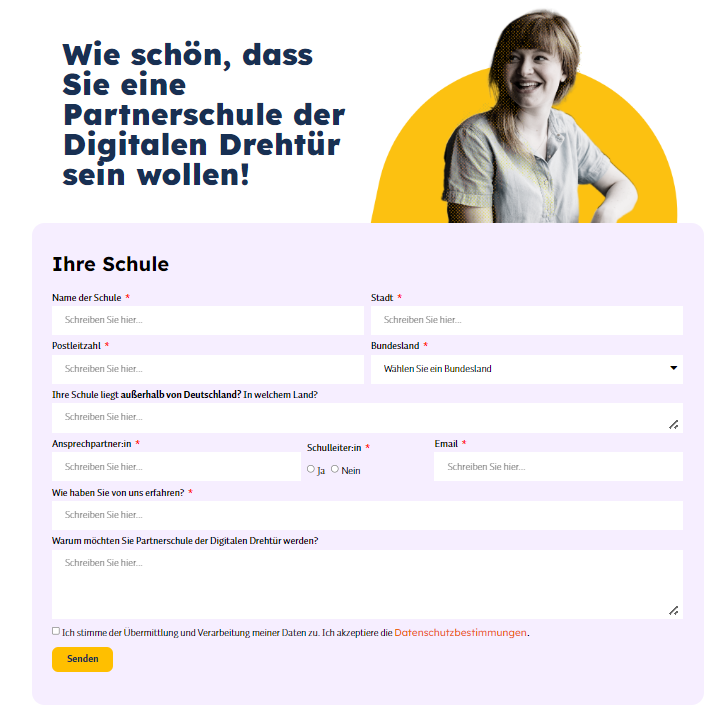 Wie schön, dass
Sie eine
Partnerschule der
Digitalen Drehtür
sein wollen!
Ihre Schule
Name der Schule *
Stadt *
Schreiben Sie hier...
Schreiben Sie hier...
Postleitzahl *
Bundesland *
Schreiben Sie hier...
Wählen Sie ein Bundesland
Ihre Schule liegt außerhalb von Deutschland? In welchem Land?
Schreiben Sie hier...
Ansprechpartner:in *
Schulleiter:in *
Email *
Schreiben Sie hier...
Ja Nein
Schreiben Sie hier...
Wie haben Sie von uns erfahren? *
Schreiben Sie hier...
Warum möchten Sie Partnerschule der Digitalen Drehtür werden?
Schreiben Sie hier...
Ich stimme der Übermittlung und Verarbeitung meiner Daten zu. Ich akzeptiere die Datenschutzbestimmungen.
Senden